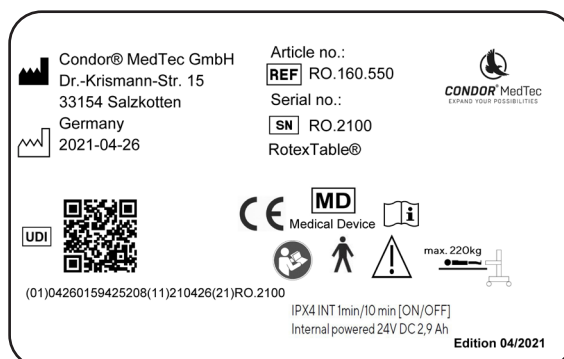 Condor® MedTec GmbH
Dr.-Krismann-Str. 15
33154 Salzkotten
Germany
2021-04-26
Article no.:
REF RO.160.550
Serial no.:
SN RO.2100
RotexTable®
CONDOR® MedTec
EXPAND YOUR POSSIBILITIES
UDI
(01)04260159425208(11)210426(21)RO.2100
CE
MD
Medical Device
i
max. 220kg
IPX4 INT 1min/10 min [ON/OFF]
Internal powered 24V DC 2,9 Ah
Edition 04/2021